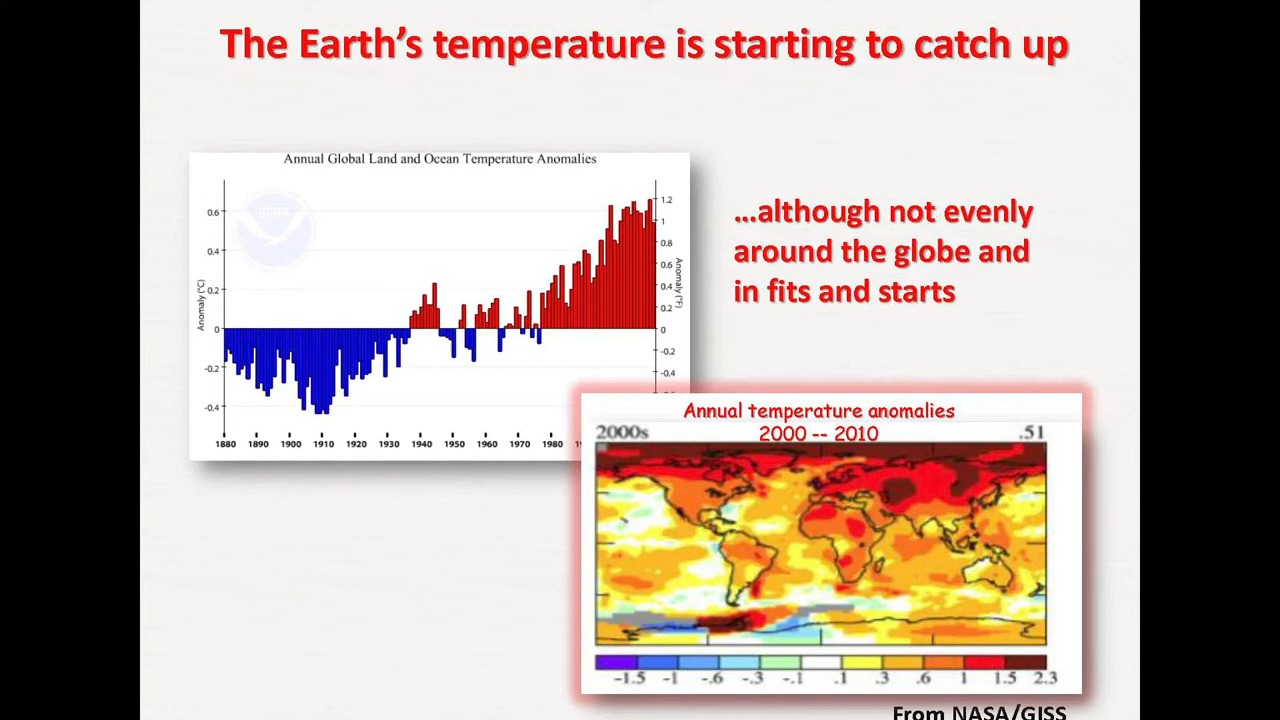 The Earth's temperature is starting to catch up
Annual Global Land and Ocean Temperature Anomalies
...although not evenly
around the globe and
in fits and starts
Anomaly (°C)
0.6
0.4
0.2
0
-0.2
-0.4
1.2
1
0.8
0.6
0.4
0.2
0
-0.2
-0.4
Anomaly (°F)
1880 1890 1900 1910 1920 1930 1940 1950 1960 1970 1980
Annual temperature anomalies
2000s 2000 -- 2010 .51
-1.5 -1 -.6 -.3 -.1 .1 .3 .6 1 1.5 2.3
From NASA/GISS